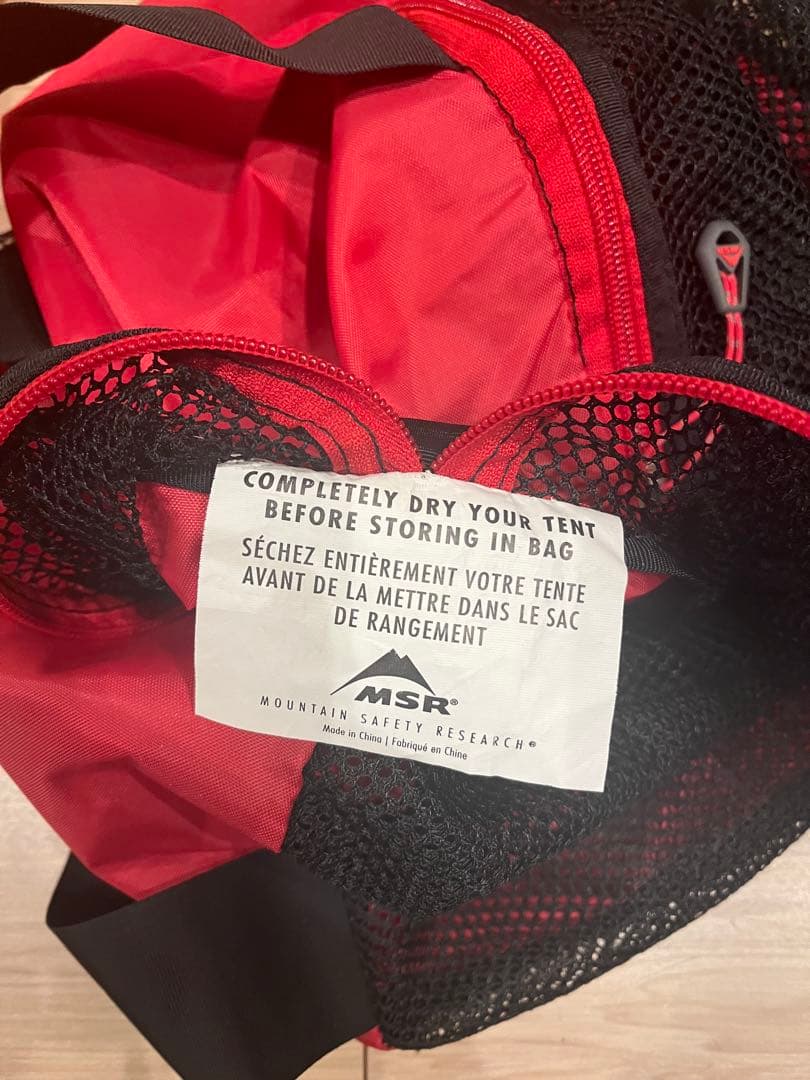 COMPLETELY DRY YOUR TENT
BEFORE STORING IN BAG
SÉCHEZ ENTIÈREMENT VOTRE TENTE
AVANT DE LA METTRE DANS LE SAC
DE RANGEMENT
MSR®
MOUNTAIN SAFETY RESEARCH®
Made in China | Fabriqué en Chine